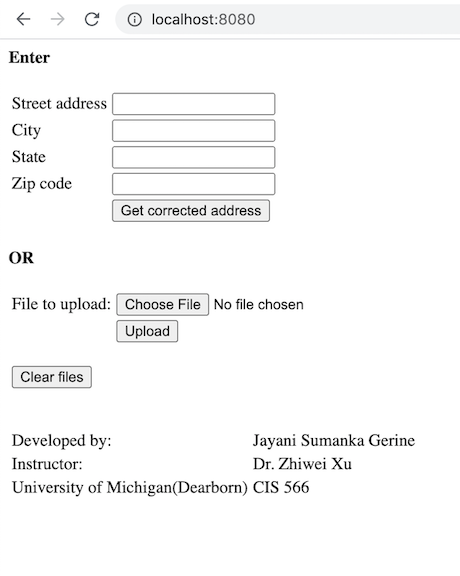 localhost:8080
Enter
Street address
City
State
Zip code
Get corrected address
OR
File to upload: Choose File No file chosen
Upload
Clear files
Developed by: Jayani Sumanka Gerine
Instructor: Dr. Zhiwei Xu
University of Michigan(Dearborn) CIS 566